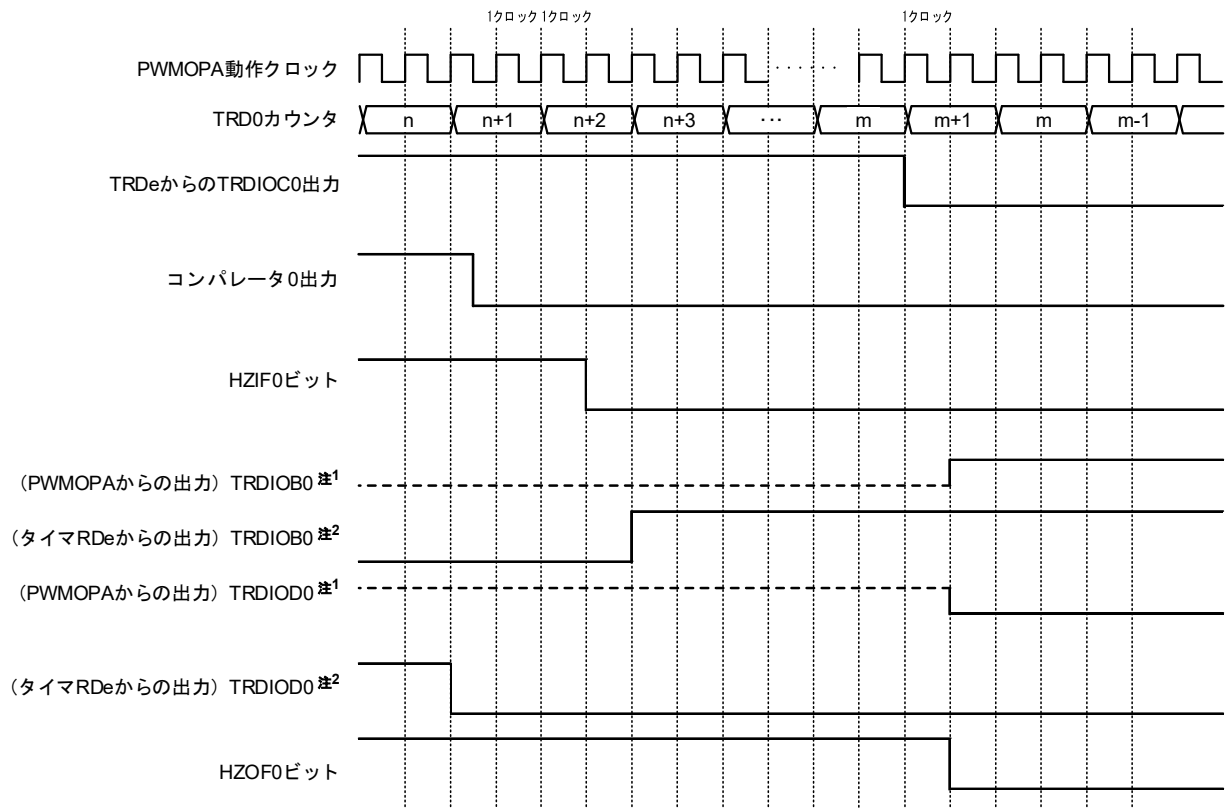 1クロック 1クロック 1クロック
PWMOPA動作クロック ······
TRD0カウンタ n n+1 n+2 n+3 ··· m m+1 m m-1
TRDeからのTRDIOC0出力
コンパレータ0出力
HZIF0ビット
（PWMOPAからの出力）TRDIOB0 注1
（タイマRDeからの出力）TRDIOB0 注2
（PWMOPAからの出力）TRDIOD0 注1
（タイマRDeからの出力）TRDIOD0 注2
HZOF0ビット